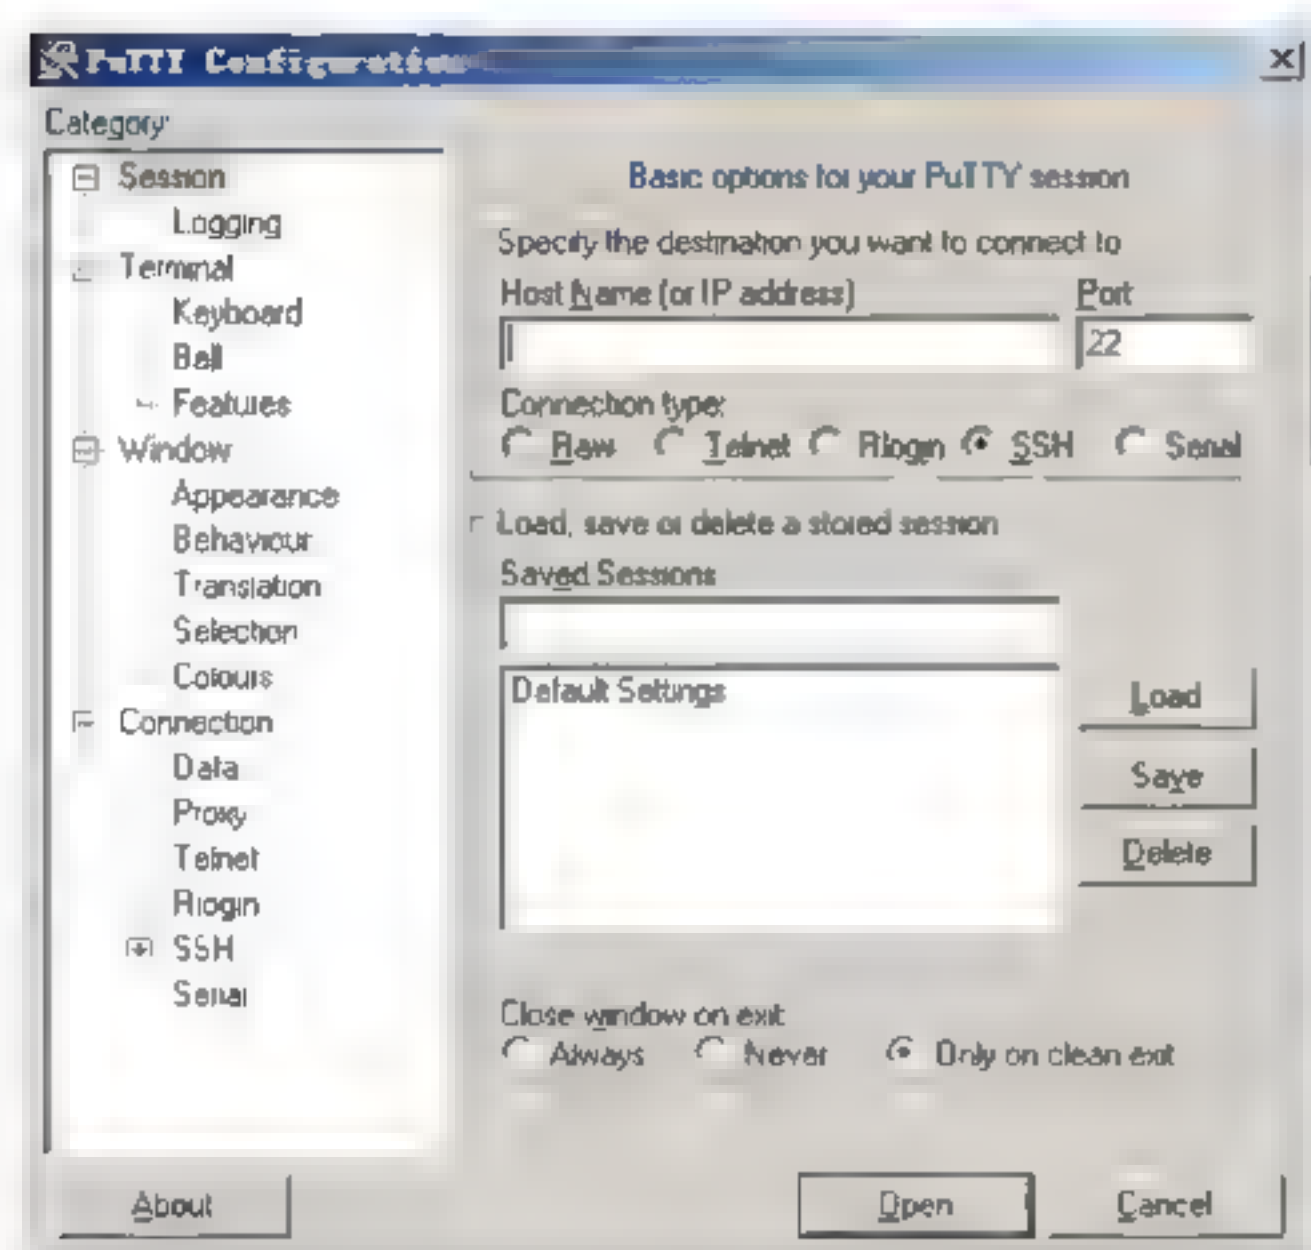 PuTTY Configuration
Category:
Session
Logging
Terminal
Keyboard
Bell
Features
Window
Appearance
Behaviour
Translation
Selection
Colours
Connection
Data
Proxy
Telnet
Rlogin
SSH
Serial
Basic options for your PuTTY session
Specify the destination you want to connect to
Host Name (or IP address) Port
22
Connection type:
Raw Telnet Rlogin SSH Serial
Load, save or delete a stored session
Saved Sessions
Default Settings
Load
Save
Delete
Close window on exit
Always Never Only on clean exit
About Open Cancel